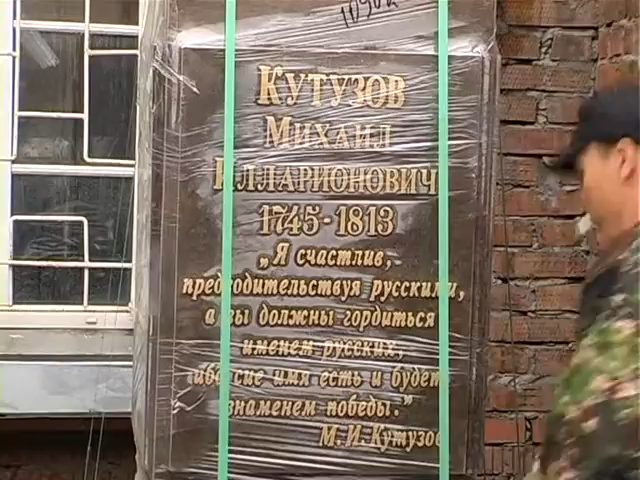 КУТУЗОВ
МИХАИЛ
ИЛЛАРИОНОВИЧ
1745-1813
„Я счастлив,-
предводительствуя русскими,
а вы должны-гордиться
именем русских,
ибо сие имя есть и будет
знаменем победы."
М.И.Кутузов